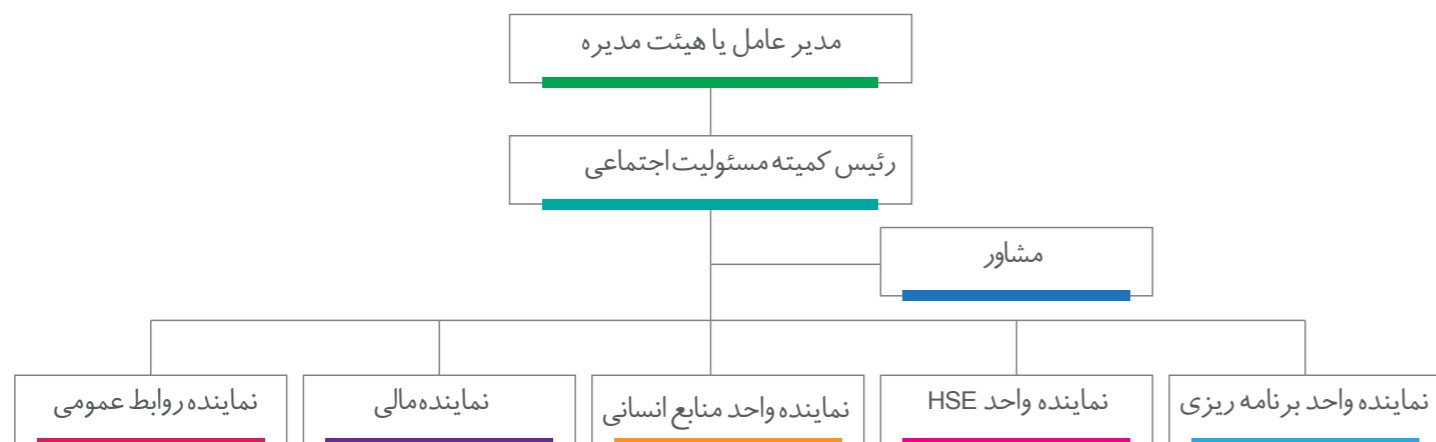 مدیر عامل یا هیئت مدیره
رئیس کمیته مسئولیت اجتماعی
مشاور
نماینده واحد برنامه ریزی
نماینده واحد HSE
نماینده واحد منابع انسانی
نماینده مالی
نماینده روابط عمومی